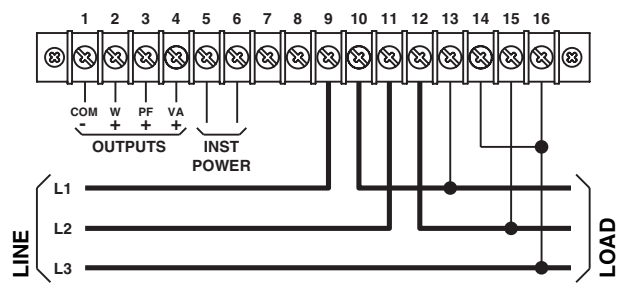 1 2 3 4 5 6 7 8 9 10 11 12 13 14 15 16
COM W PF VA
- + + +
OUTPUTS
INST
POWER
L1
L2
L3
LINE
LOAD